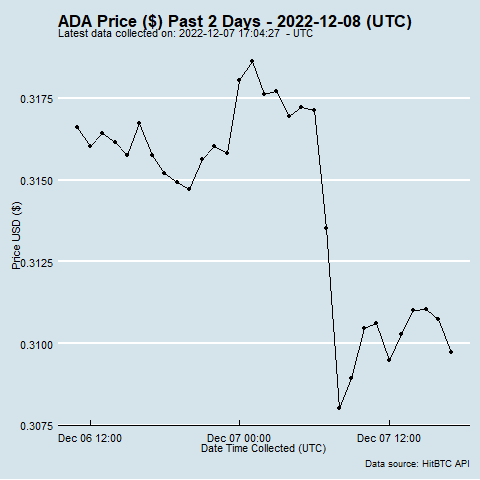 ADA Price ($) Past 2 Days - 2022-12-08 (UTC)
Latest data collected on: 2022-12-07 17:04:27  - UTC
Price USD ($)
0.3175
0.3150
0.3125
0.3100
0.3075
Dec 06 12:00 Dec 07 00:00 Dec 07 12:00
Date Time Collected (UTC)
Data source: HitBTC API